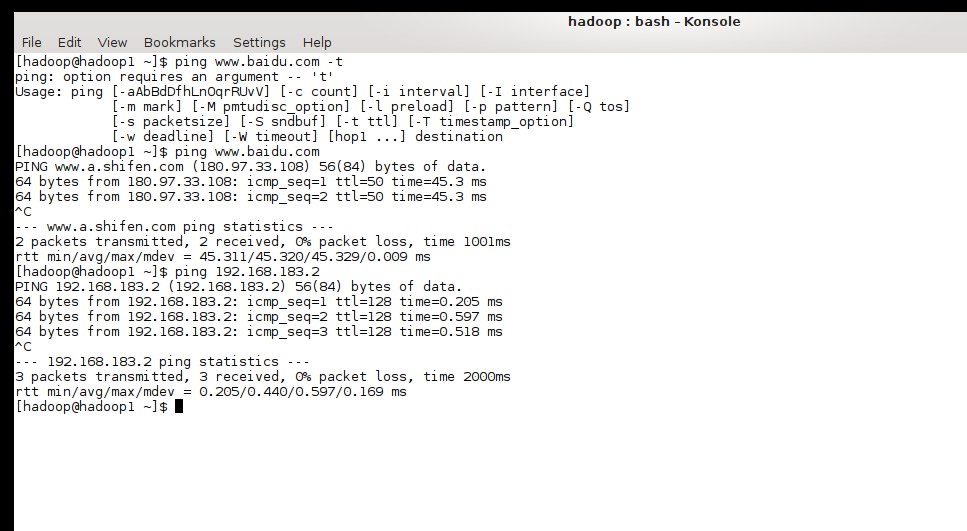 hadoop : bash – Konsole
File Edit View Bookmarks Settings Help
[hadoop@hadoop1 ~]$ ping www.baidu.com -t
ping: option requires an argument -- 't'
Usage: ping [-aAbBdDfhLnOqrRUvV] [-c count] [-i interval] [-I interface]
            [-m mark] [-M pmtudisc_option] [-l preload] [-p pattern] [-Q tos]
            [-s packetsize] [-S sndbuf] [-t ttl] [-T timestamp_option]
            [-w deadline] [-W timeout] [hop1 ...] destination
[hadoop@hadoop1 ~]$ ping www.baidu.com
PING www.a.shifen.com (180.97.33.108) 56(84) bytes of data.
64 bytes from 180.97.33.108: icmp_seq=1 ttl=50 time=45.3 ms
64 bytes from 180.97.33.108: icmp_seq=2 ttl=50 time=45.3 ms
^C
--- www.a.shifen.com ping statistics ---
2 packets transmitted, 2 received, 0% packet loss, time 1001ms
rtt min/avg/max/mdev = 45.311/45.320/45.329/0.009 ms
[hadoop@hadoop1 ~]$ ping 192.168.183.2
PING 192.168.183.2 (192.168.183.2) 56(84) bytes of data.
64 bytes from 192.168.183.2: icmp_seq=1 ttl=128 time=0.205 ms
64 bytes from 192.168.183.2: icmp_seq=2 ttl=128 time=0.597 ms
64 bytes from 192.168.183.2: icmp_seq=3 ttl=128 time=0.518 ms
^C
--- 192.168.183.2 ping statistics ---
3 packets transmitted, 3 received, 0% packet loss, time 2000ms
rtt min/avg/max/mdev = 0.205/0.440/0.597/0.169 ms
[hadoop@hadoop1 ~]$